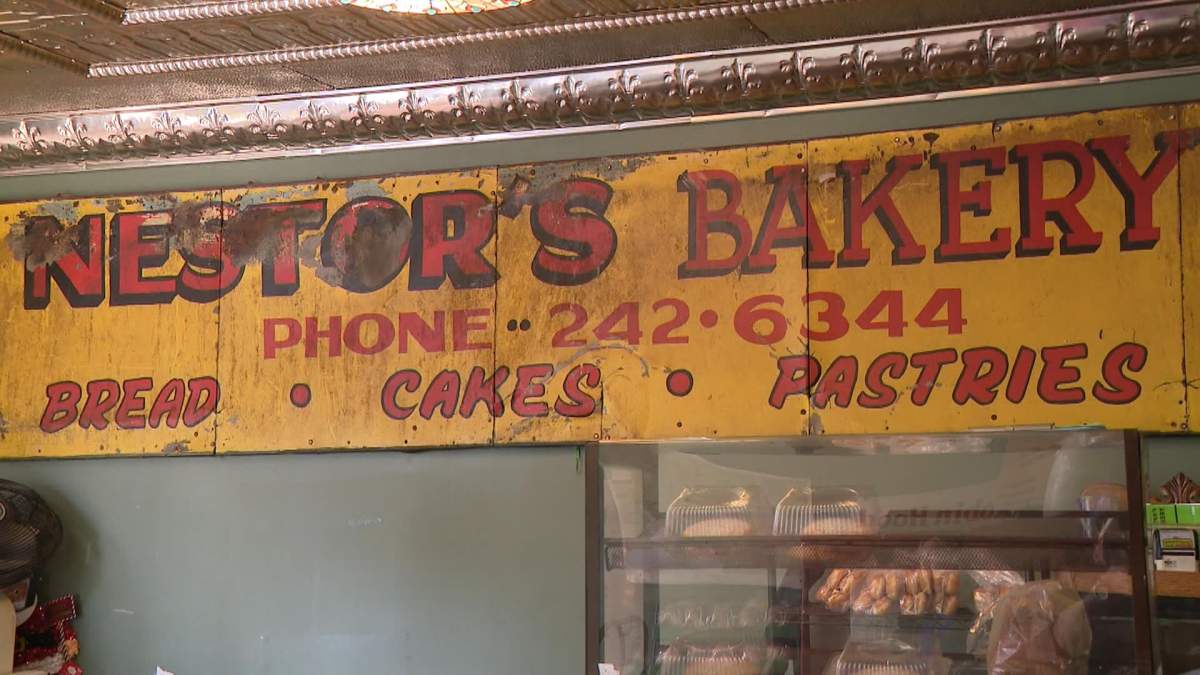 NESTOR'S BAKERY
PHONE •• 242•6344
BREAD • CAKES • PASTRIES